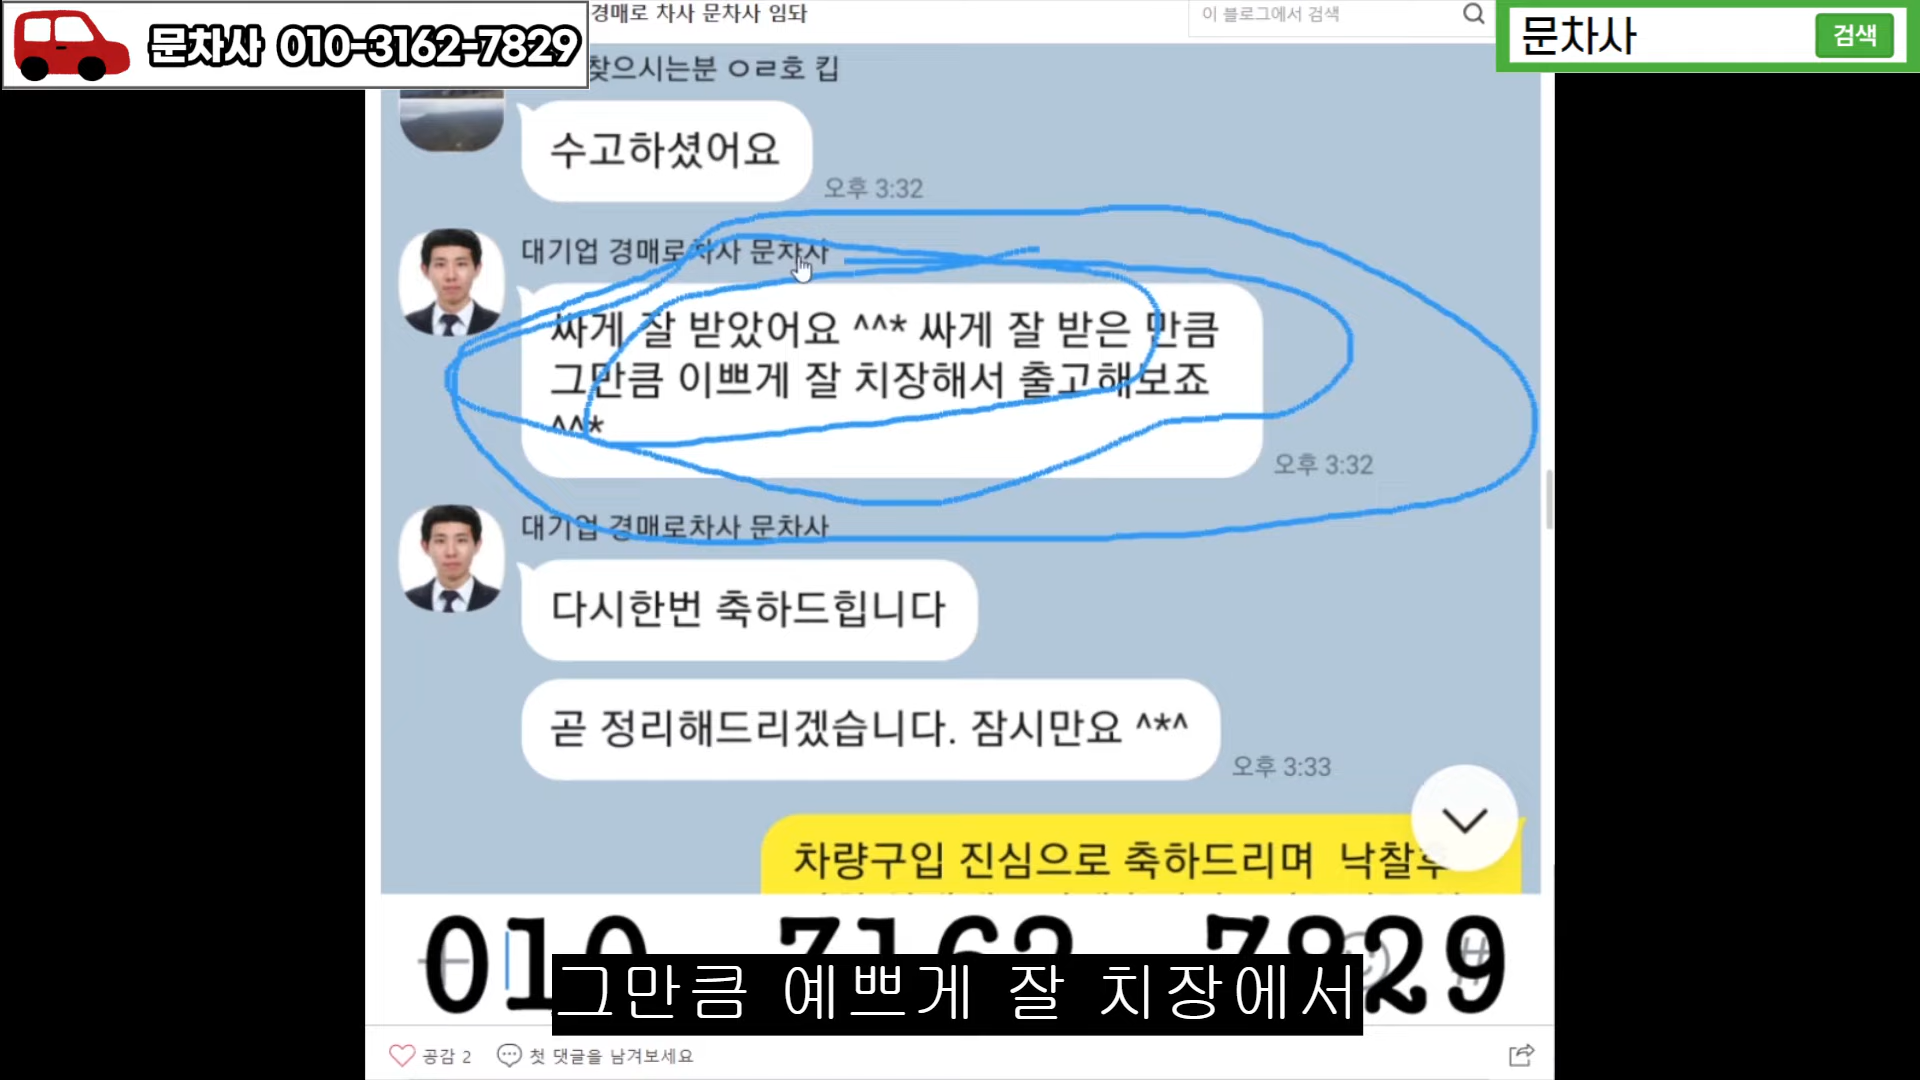 문차사 010-3162-7829
경매로 차사 문차사 임돠
이 블로그에서 검색
문차사
검색
찾으시는분 ㅇㄹ호 킵
수고하셨어요
오후 3:32
대기업 경매로차사 문차사
싸게 잘 받았어요 ^^* 싸게 잘 받은 만큼
그만큼 이쁘게 잘 치장해서 출고해보죠
^^*
오후 3:32
대기업 경매로차사 문차사
다시한번 축하드힙니다
곧 정리해드리겠습니다. 잠시만요 ^*^
오후 3:33
차량구입 진심으로 축하드리며 낙찰후
7829
그만큼 예쁘게 잘 치장에서
공감 2
첫 댓글을 남겨보세요